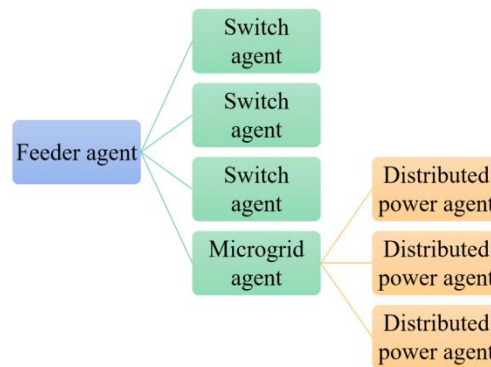 Switch
agent
Switch
agent
Feeder agent
Switch
agent
Distributed
power agent
Microgrid
agent
Distributed
power agent
Distributed
power agent